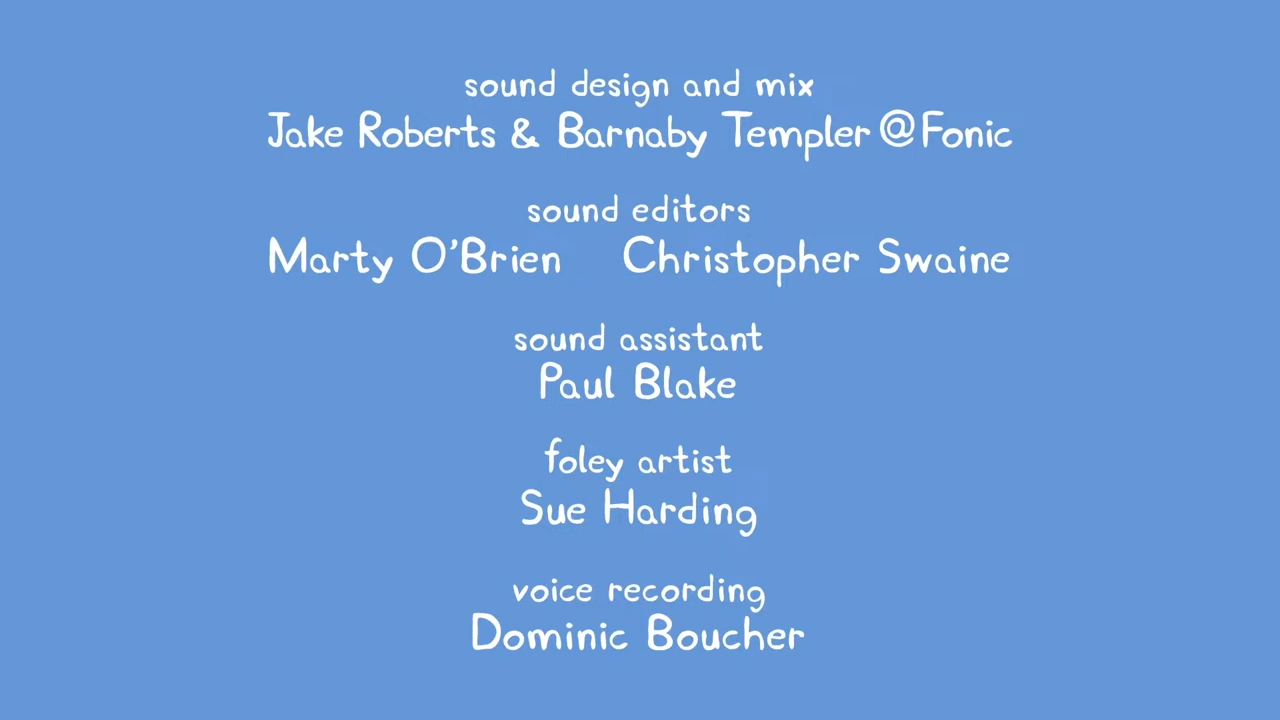 sound design and mix
Jake Roberts & Barnaby Templer @ Fonic
sound editors
Marty O'Brien Christopher Swaine
sound assistant
Paul Blake
foley artist
Sue Harding
voice recording
Dominic Boucher